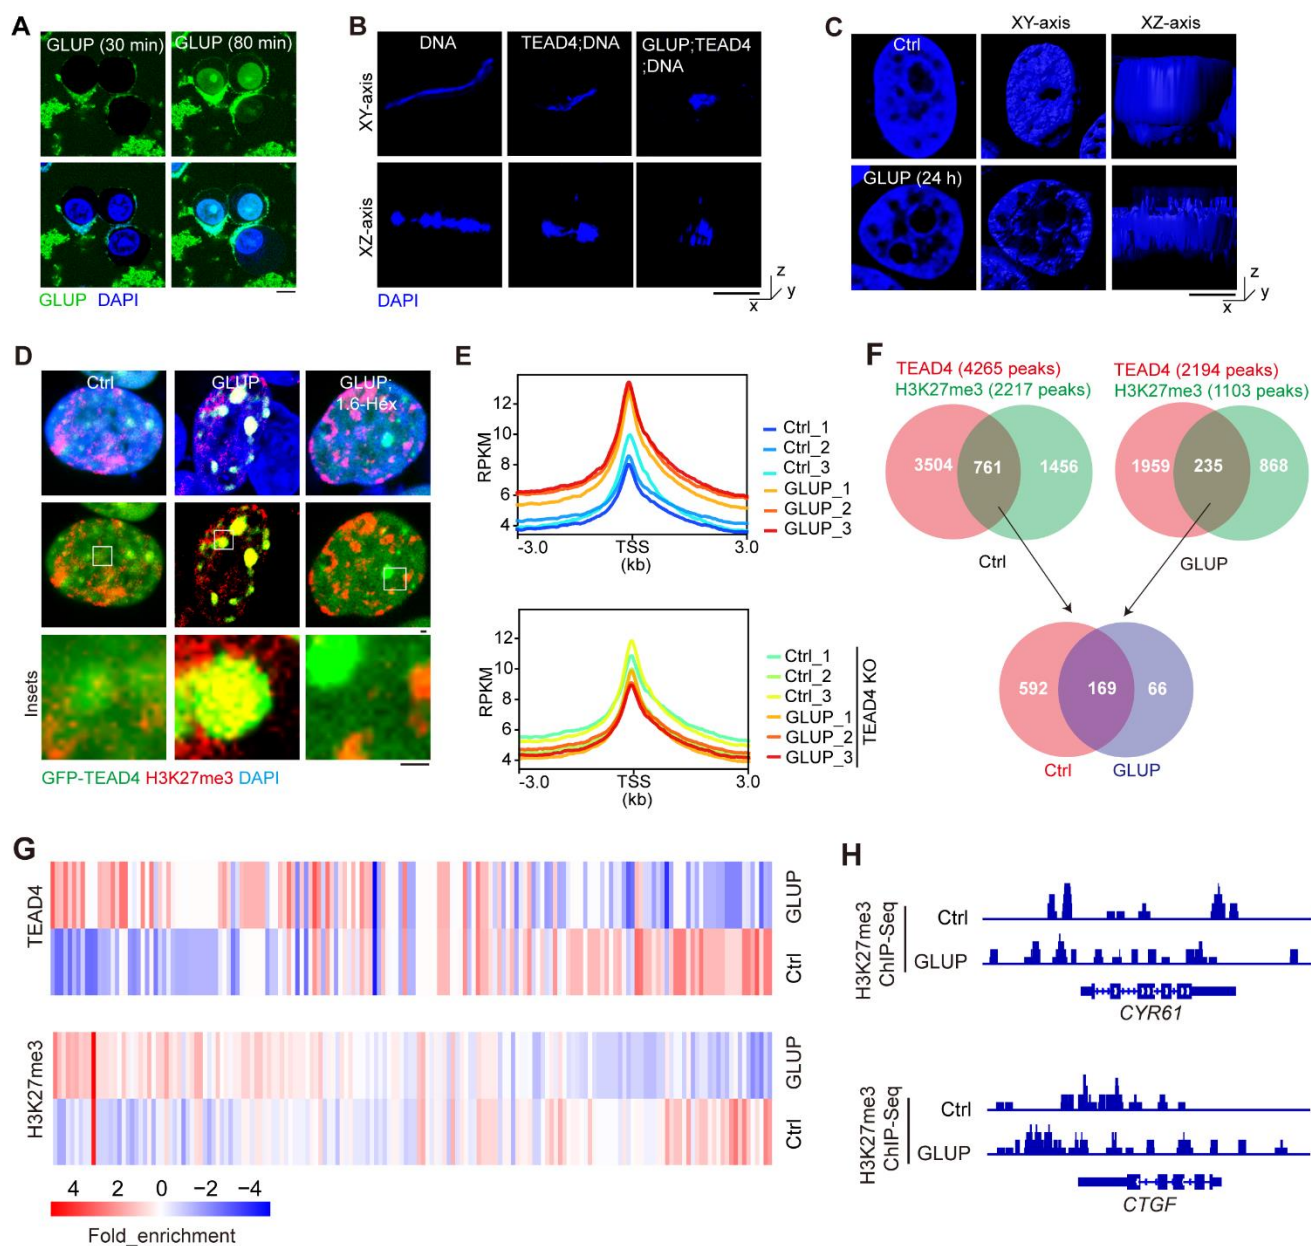 A
GLUP (30 min)
GLUP (80 min)
GLUP DAPI
B
DNA
TEAD4;DNA
GLUP;TEAD4
;DNA
XY-axis
XZ-axis
DAPI
z
y
x
C
XY-axis
XZ-axis
Ctrl
GLUP (24 h)
z
y
x
D
Ctrl
GLUP
GLUP;
1.6-Hex
Insets
GFP-TEAD4 H3K27me3 DAPI
E
RPKM
12
10
8
6
4
-3.0
TSS
3.0
(kb)
Ctrl_1
Ctrl_2
Ctrl_3
GLUP_1
GLUP_2
GLUP_3
RPKM
12
10
8
6
4
-3.0
TSS
3.0
(kb)
Ctrl_1
Ctrl_2
Ctrl_3
GLUP_1
GLUP_2
GLUP_3
TEAD4 KO
F
TEAD4 (4265 peaks)
H3K27me3 (2217 peaks)
3504
761
1456
Ctrl
TEAD4 (2194 peaks)
H3K27me3 (1103 peaks)
1959
235
868
GLUP
592
169
66
Ctrl
GLUP
G
TEAD4
GLUP
Ctrl
H3K27me3
GLUP
Ctrl
4 2 0 −2 −4
Fold_enrichment
H
H3K27me3
ChIP-Seq
Ctrl
GLUP
CYR61
H3K27me3
ChIP-Seq
Ctrl
GLUP
CTGF